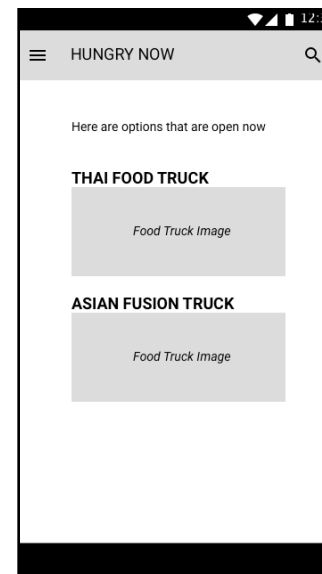 HUNGRY NOW
Here are options that are open now
THAI FOOD TRUCK
Food Truck Image
ASIAN FUSION TRUCK
Food Truck Image